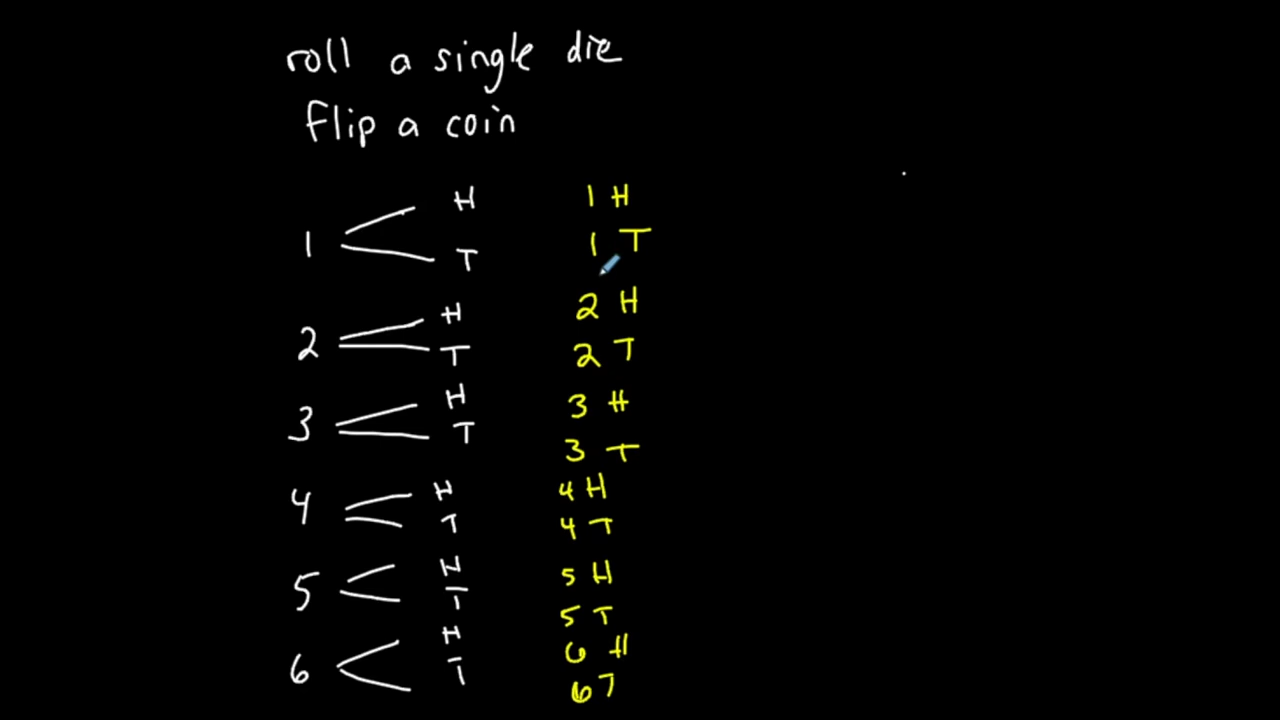 roll a single die
flip a coin
H 1 H
1 T 1 T
H 2 H
2 T 2 T
H 3 H
3 T 3 T
4 H 4 H
T 4 T
H 5 H
5 T 5 T
H 6 H
6 T 6 T